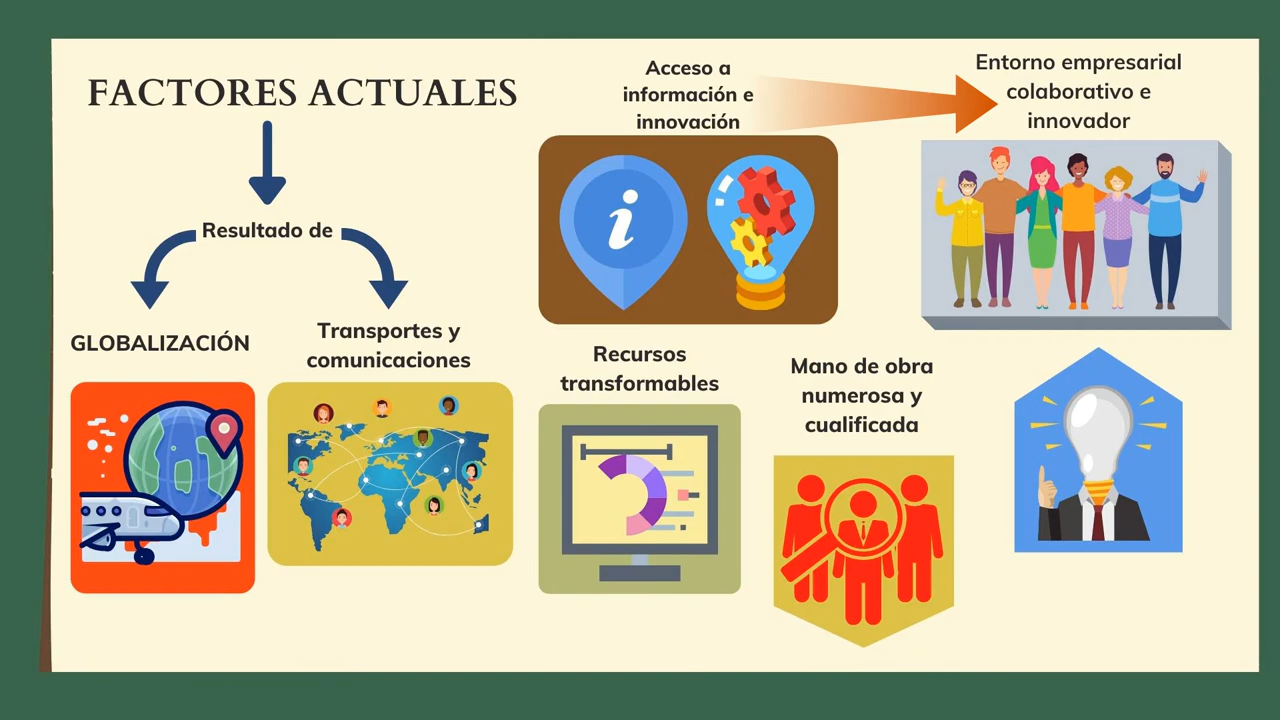 FACTORES ACTUALES
Resultado de
GLOBALIZACIÓN
Transportes y
comunicaciones
Acceso a
información e
innovación
i
Entorno empresarial
colaborativo e
innovador
Recursos
transformables
Mano de obra
numerosa y
cualificada